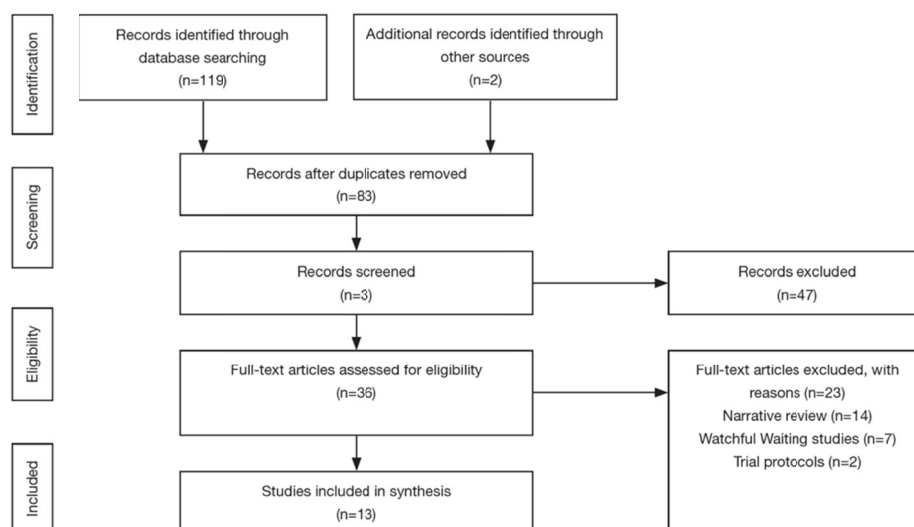 Identification
Records identified through
database searching
(n=119)
Additional records identified through
other sources
(n=2)
Records after duplicates removed
(n=83)
Screening
Records screened
(n=3)
Records excluded
(n=47)
Eligibility
Full-text articles assessed for eligibility
(n=36)
Full-text articles excluded, with
reasons (n=23)
Narrative review (n=14)
Watchful Waiting studies (n=7)
Trial protocols (n=2)
Included
Studies included in synthesis
(n=13)